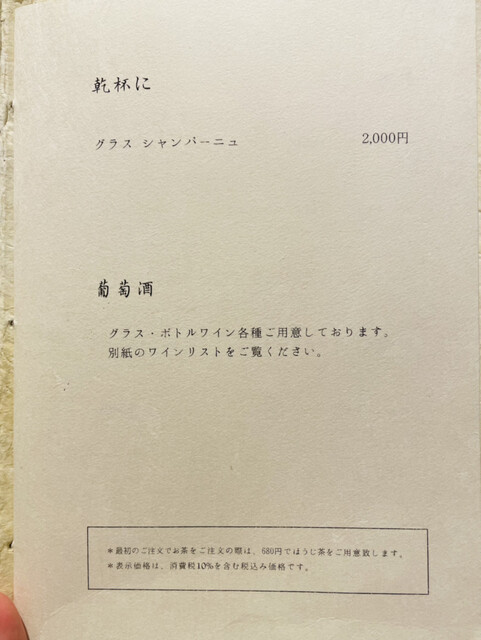 乾杯に
グラス シャンパーニュ 2,000円
葡萄酒
グラス・ボトルワイン各種ご用意しております。
別紙のワインリストをご覧ください。
*最初のご注文でお茶をご注文の際は、680円でほうじ茶をご用意致します。
*表示価格は、消費税10%を含む税込み価格です。